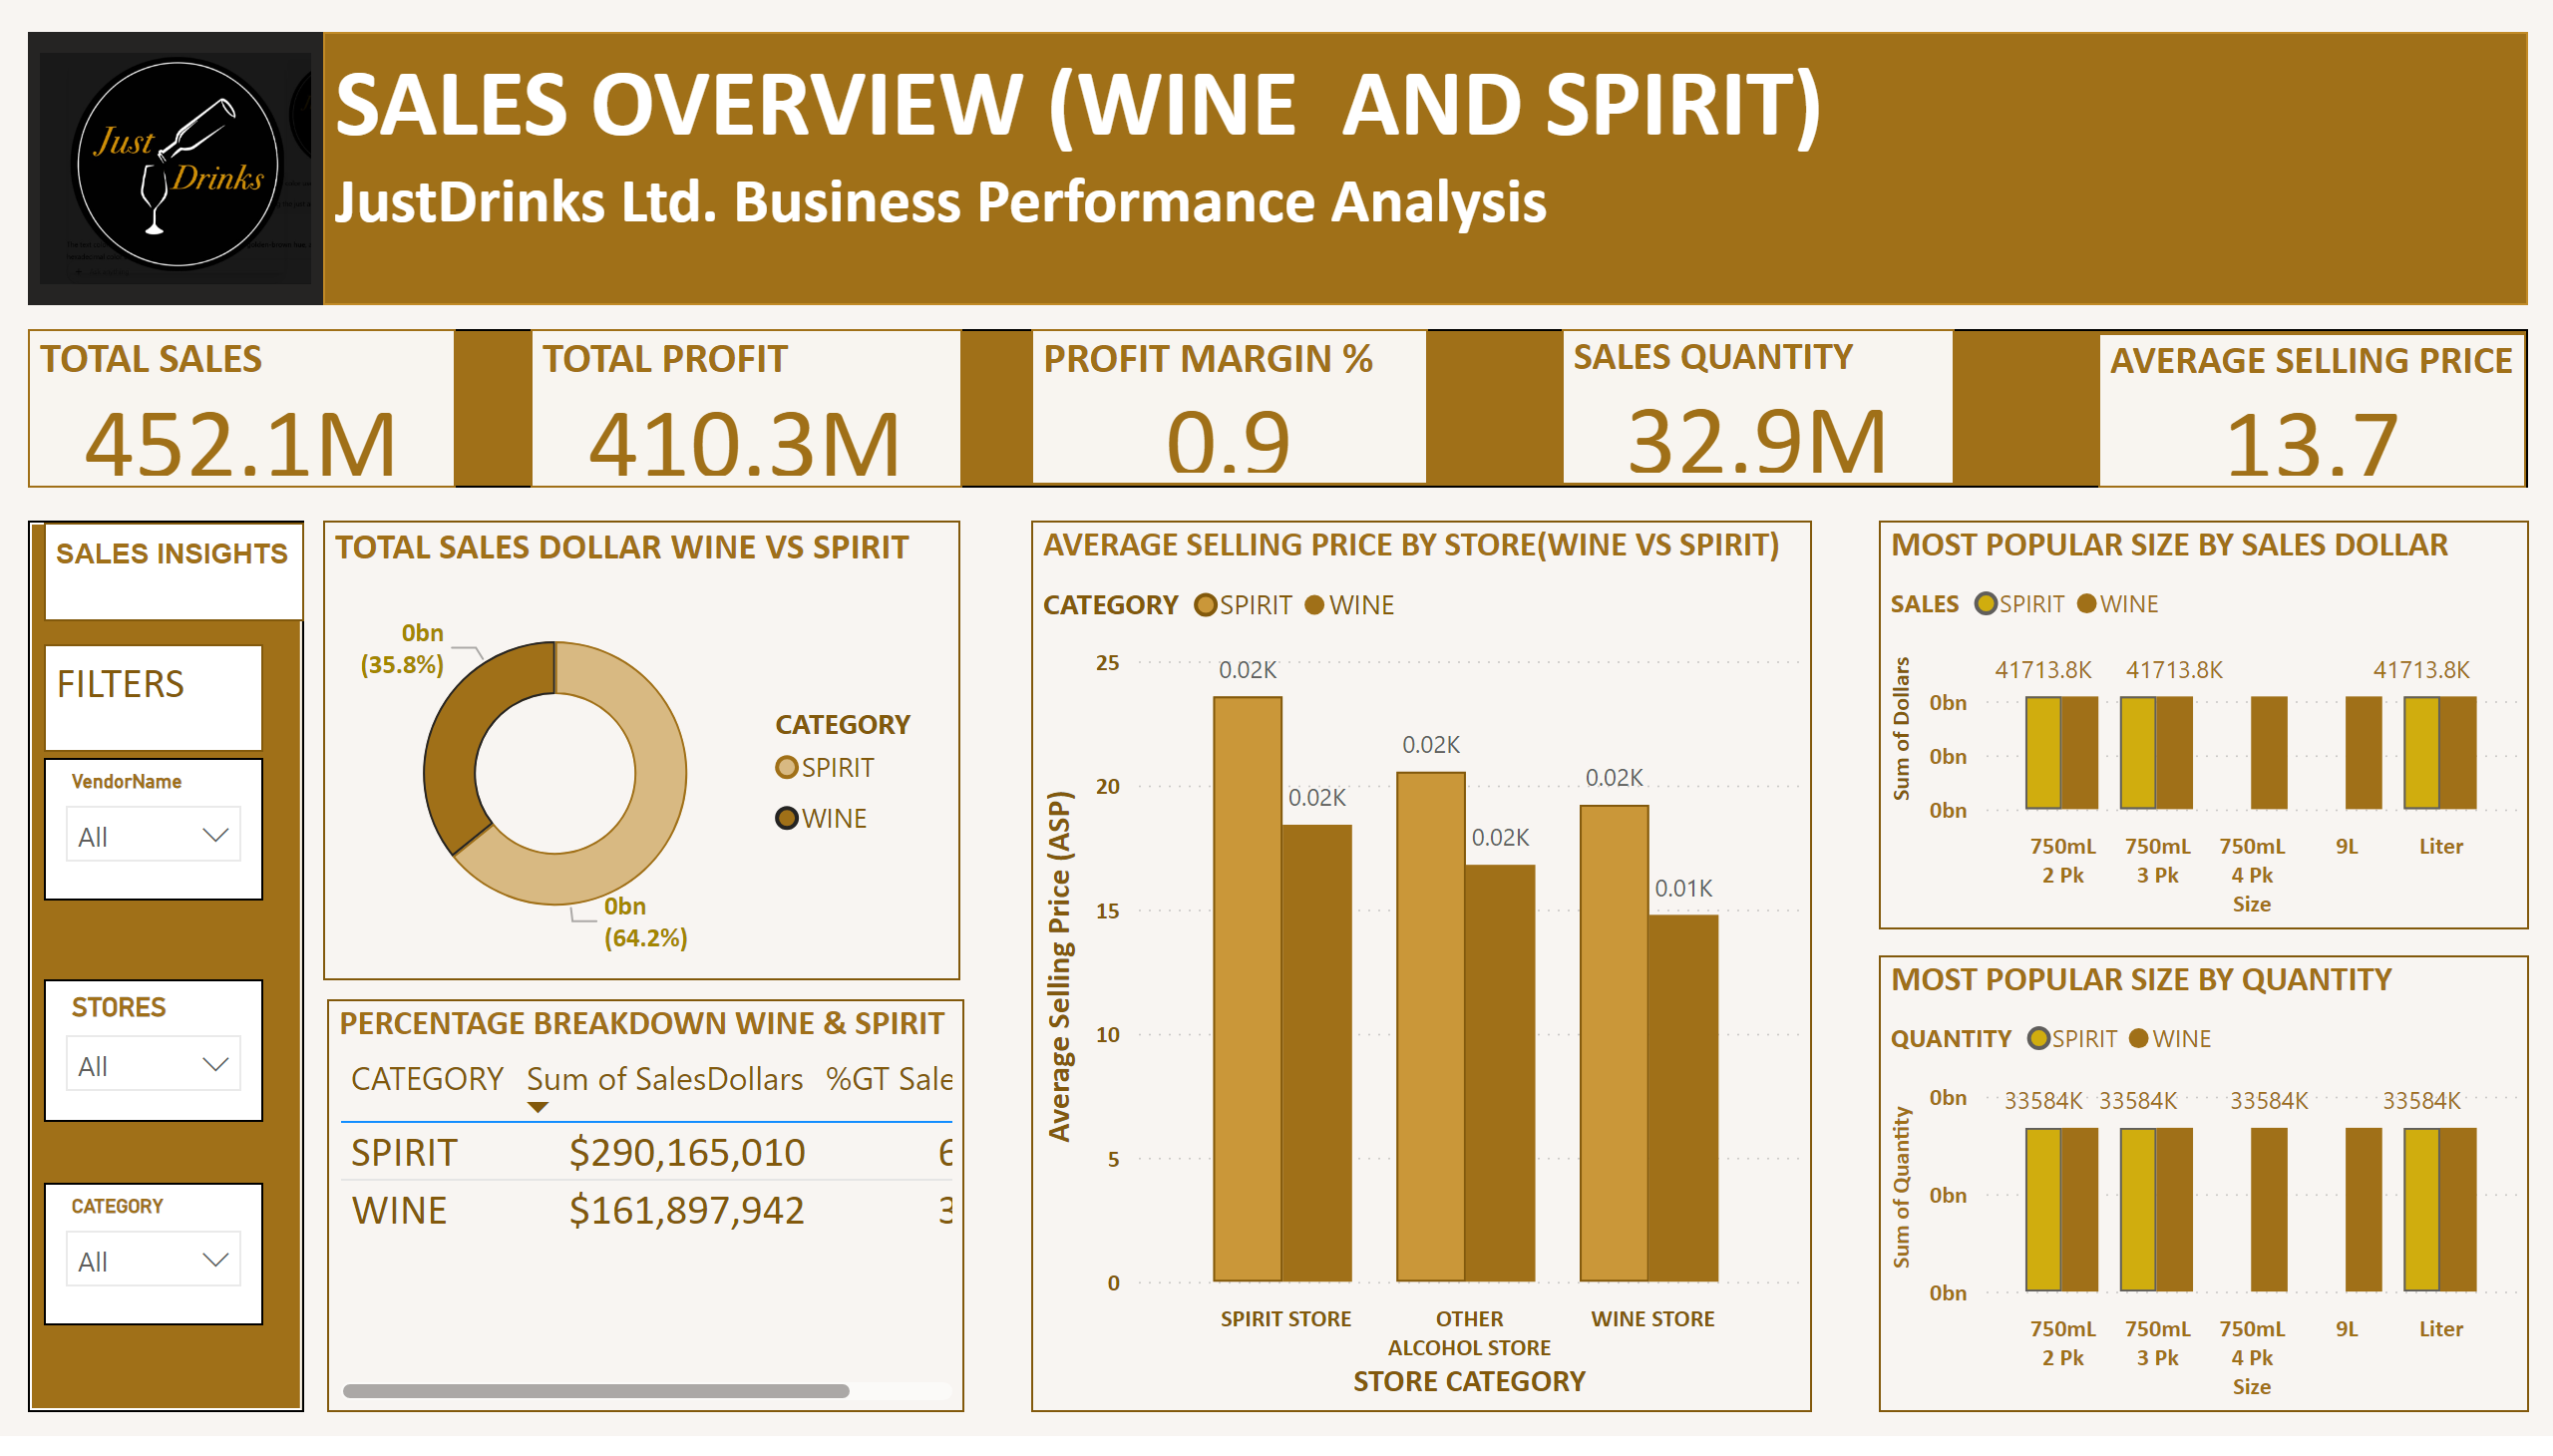 Just
Drinks
SALES OVERVIEW (WINE  AND SPIRIT)
JustDrinks Ltd. Business Performance Analysis
TOTAL SALES
452.1M
TOTAL PROFIT
410.3M
PROFIT MARGIN %
0.9
SALES QUANTITY
32.9M
AVERAGE SELLING PRICE
13.7
SALES INSIGHTS
FILTERS
VendorName
All
STORES
All
CATEGORY
All
TOTAL SALES DOLLAR WINE VS SPIRIT
0bn
(35.8%)
0bn
(64.2%)
CATEGORY
SPIRIT
WINE
PERCENTAGE BREAKDOWN WINE & SPIRIT
CATEGORY Sum of SalesDollars %GT Sale
SPIRIT $290,165,010 6
WINE $161,897,942 3
AVERAGE SELLING PRICE BY STORE(WINE VS SPIRIT)
CATEGORY SPIRIT WINE
Average Selling Price (ASP)
25
20
15
10
5
0
0.02K
0.02K
0.02K
0.02K
0.02K
0.01K
SPIRIT STORE
OTHER
ALCOHOL STORE
WINE STORE
STORE CATEGORY
MOST POPULAR SIZE BY SALES DOLLAR
SALES SPIRIT WINE
Sum of Dollars
41713.8K 41713.8K 41713.8K
0bn
0bn
0bn
750mL 750mL 750mL 9L Liter
2 Pk 3 Pk 4 Pk
Size
MOST POPULAR SIZE BY QUANTITY
QUANTITY SPIRIT WINE
Sum of Quantity
0bn 33584K 33584K 33584K 33584K
0bn
0bn
750mL 750mL 750mL 9L Liter
2 Pk 3 Pk 4 Pk
Size